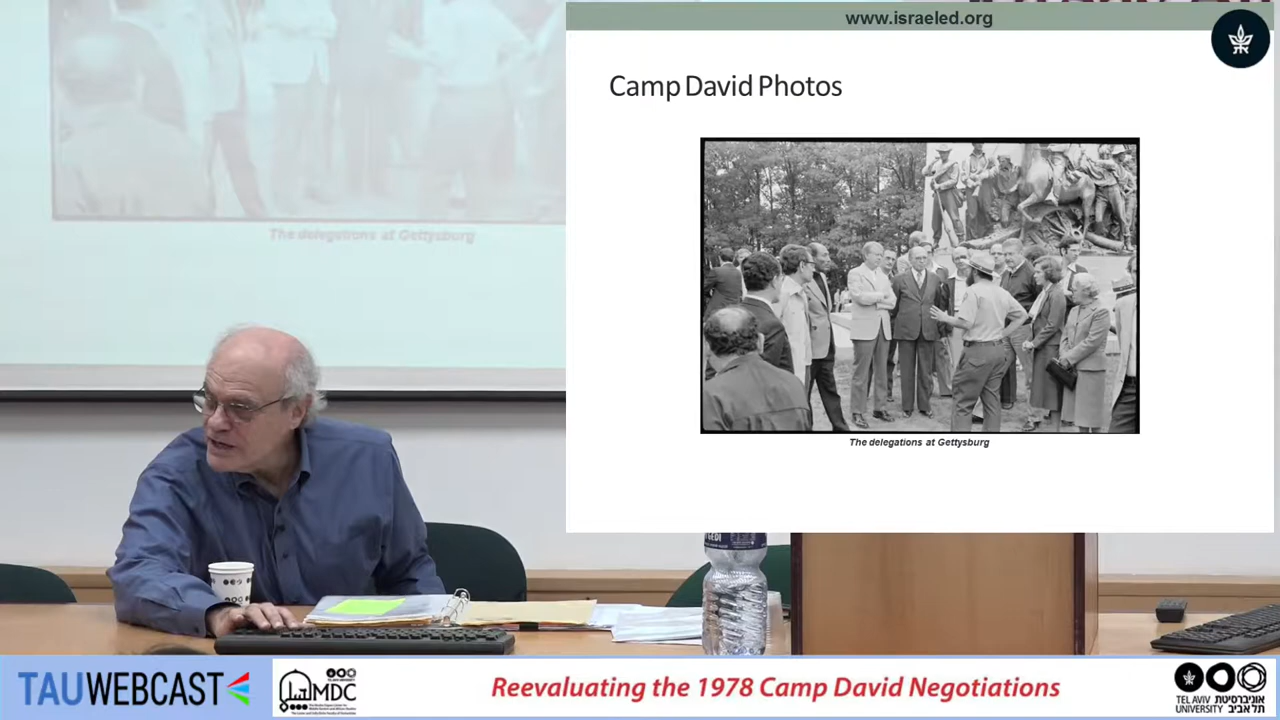 www.israeled.org
Camp David Photos
The delegations at Gettysburg
The delegations at Gettysburg
GEDI
TAUWEBCAST
MDC
Reevaluating the 1978 Camp David Negotiations
TEL AVIV
UNIVERSITY
אוניברסיטת
תל אביב